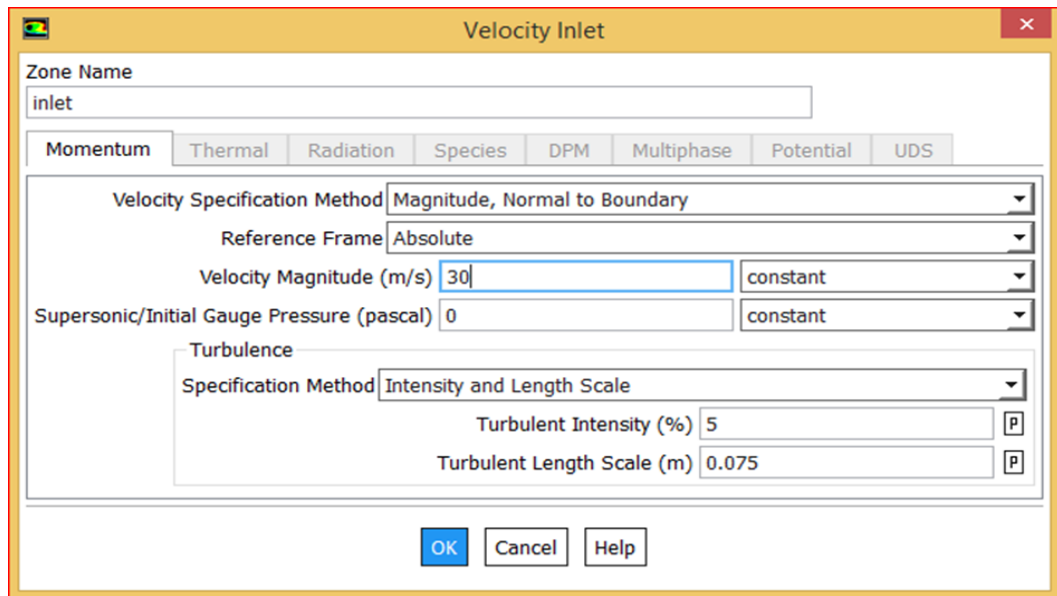 Velocity Inlet
Zone Name
inlet
Momentum Thermal Radiation Species DPM Multiphase Potential UDS
Velocity Specification Method Magnitude, Normal to Boundary
Reference Frame Absolute
Velocity Magnitude (m/s) 30 constant
Supersonic/Initial Gauge Pressure (pascal) 0 constant
Turbulence
Specification Method Intensity and Length Scale
Turbulent Intensity (%) 5 P
Turbulent Length Scale (m) 0.075 P
OK Cancel Help